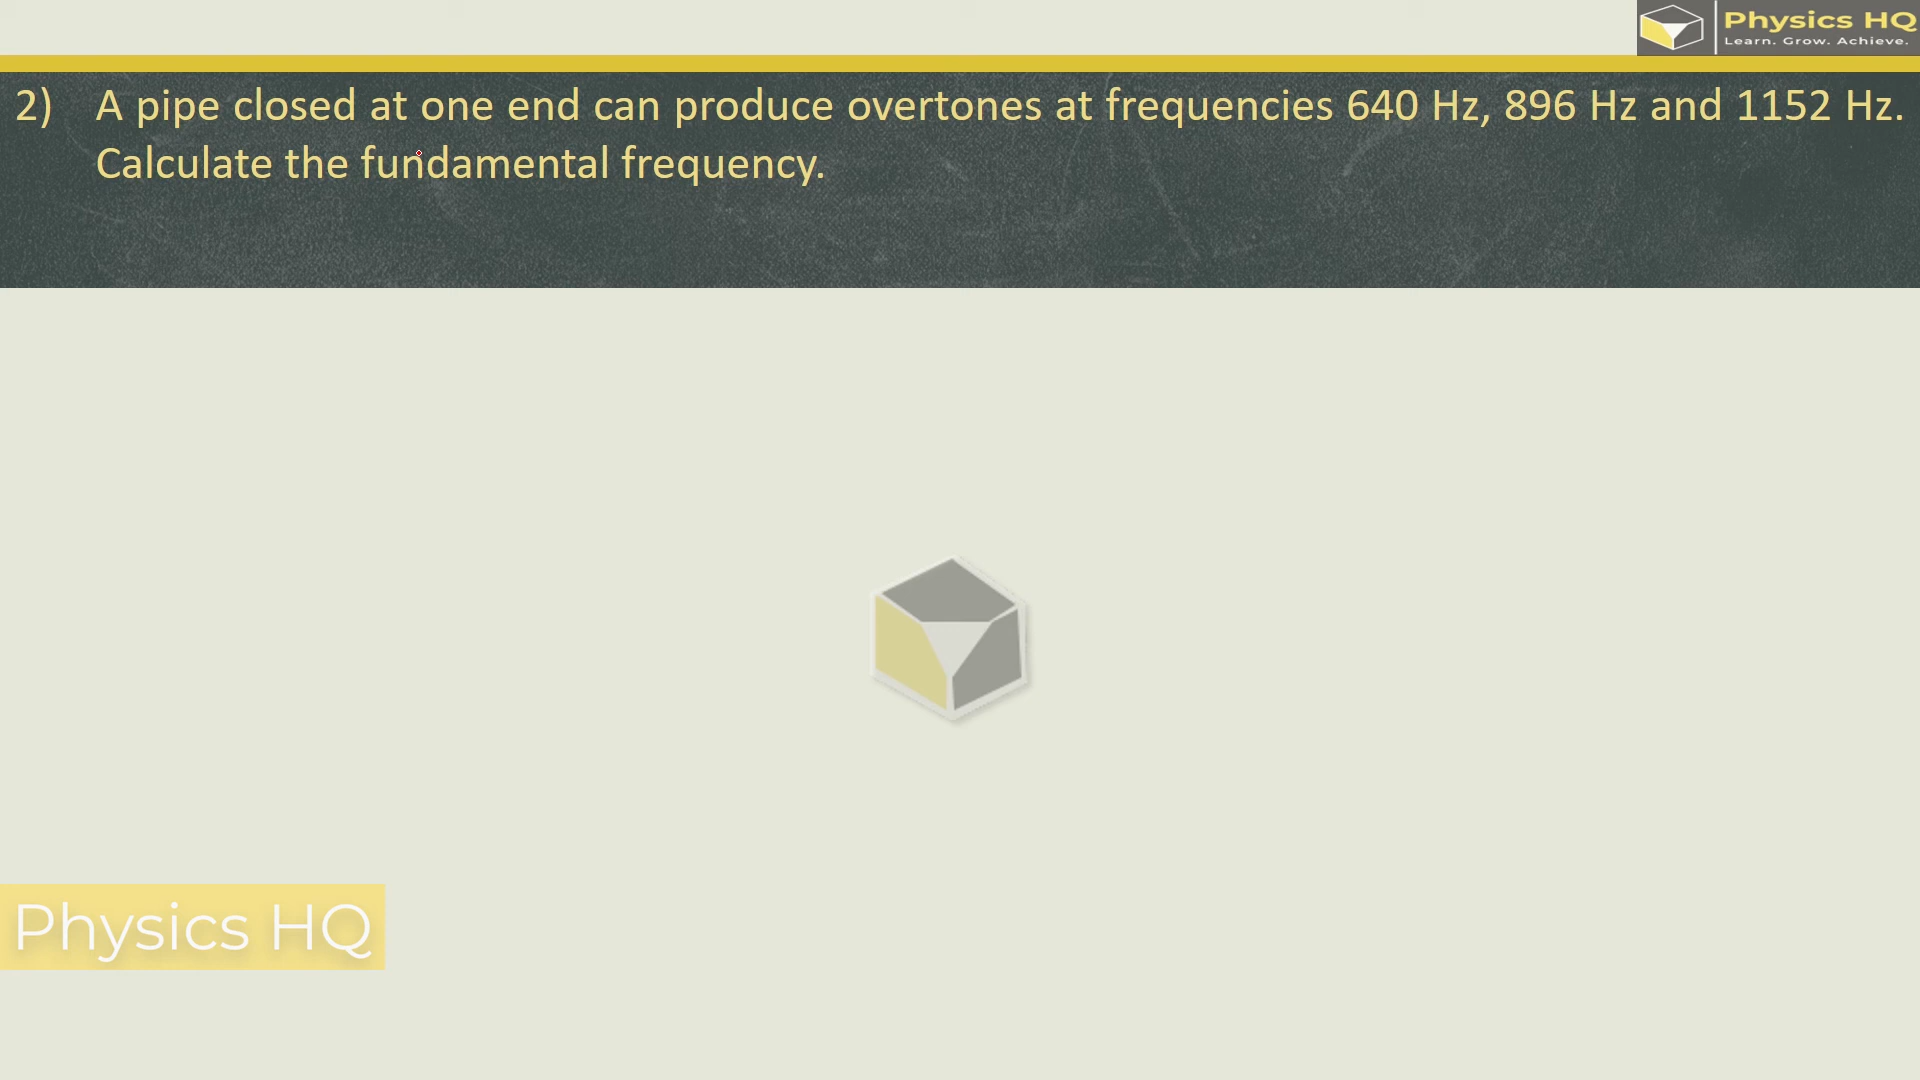 Physics HQ
Learn. Grow. Achieve.
2) A pipe closed at one end can produce overtones at frequencies 640 Hz, 896 Hz and 1152 Hz.
Calculate the fundamental frequency.
Physics HQ